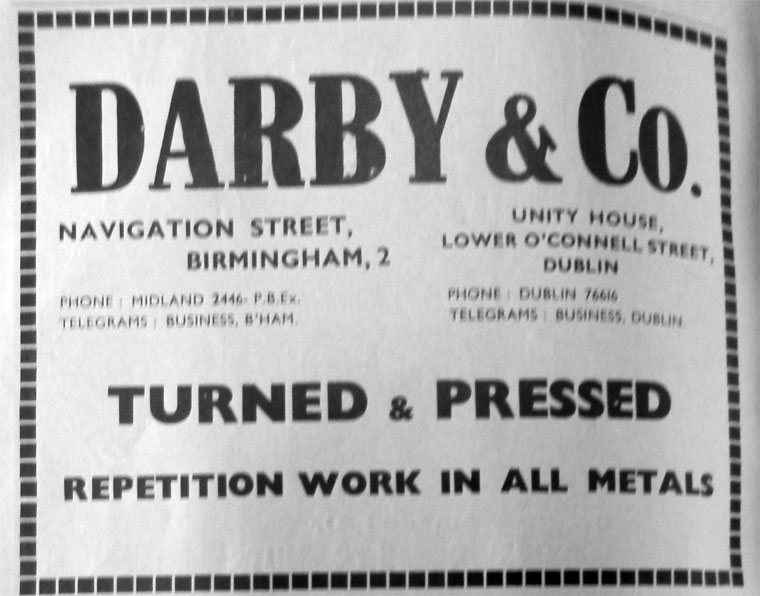 DARBY & Co.
NAVIGATION STREET,
BIRMINGHAM, 2
PHONE : MIDLAND 2446- P.B.Ex.
TELEGRAMS : BUSINESS, B'HAM.
UNITY HOUSE,
LOWER O'CONNELL STREET,
DUBLIN
PHONE : DUBLIN 76616
TELEGRAMS : BUSINESS, DUBLIN.
TURNED & PRESSED
REPETITION WORK IN ALL METALS